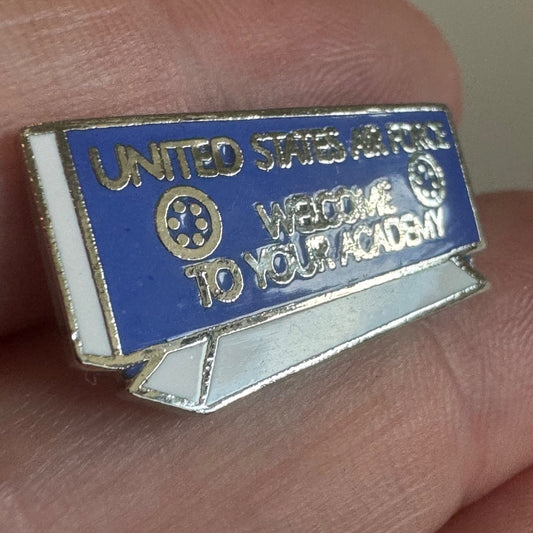 UNITED STATES AIR FORCE
WELCOME
TO YOUR ACADEMY